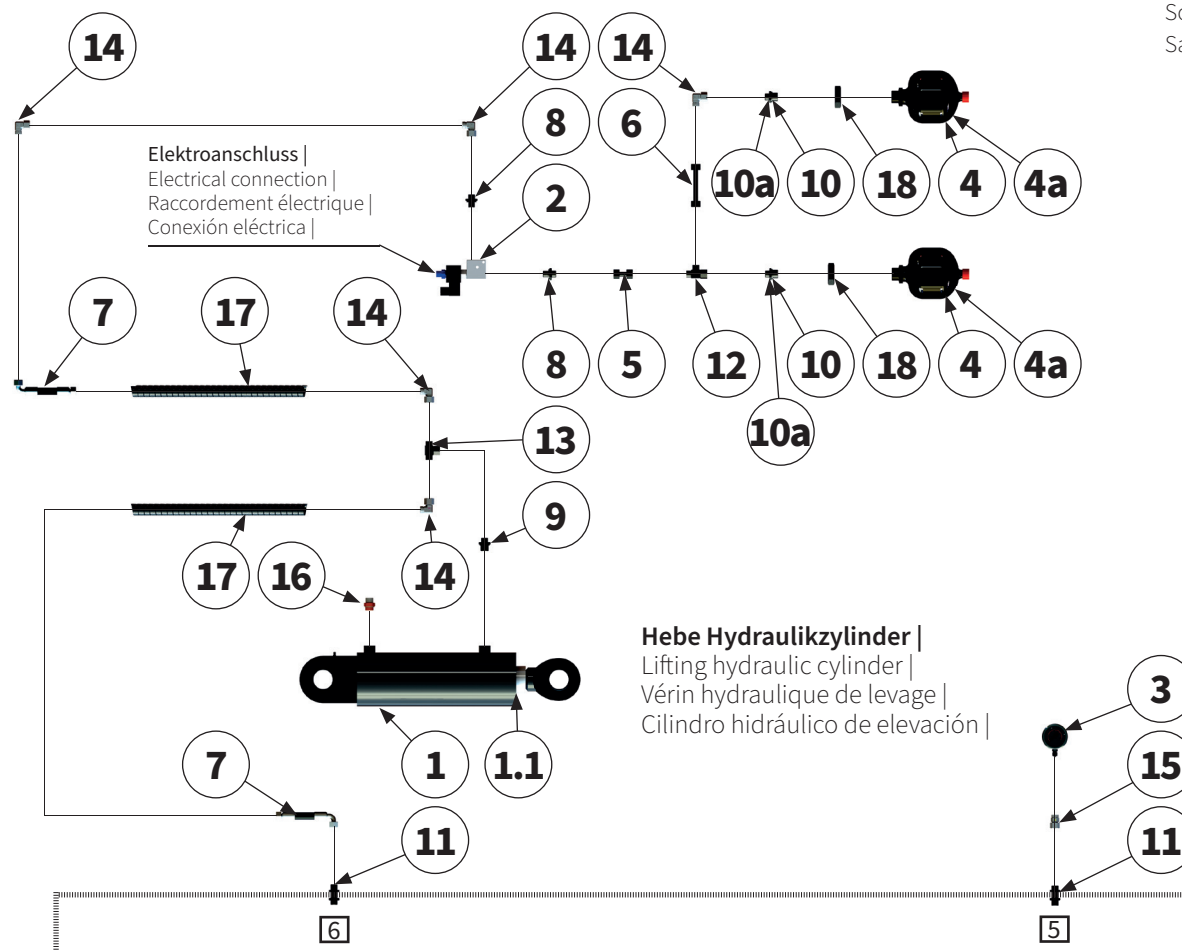 So
Sa
14
14
14
8
6
10a
10
18
4
4a
Elektroanschluss |
Electrical connection |
Raccordement électrique |
Conexión eléctrica |
2
7
17
14
8
5
12
10
18
4
4a
10a
13
9
17
16
14
Hebe Hydraulikzylinder |
Lifting hydraulic cylinder |
Vérin hydraulique de levage |
Cilindro hidráulico de elevación |
3
7
1
1.1
15
11
11
6
5